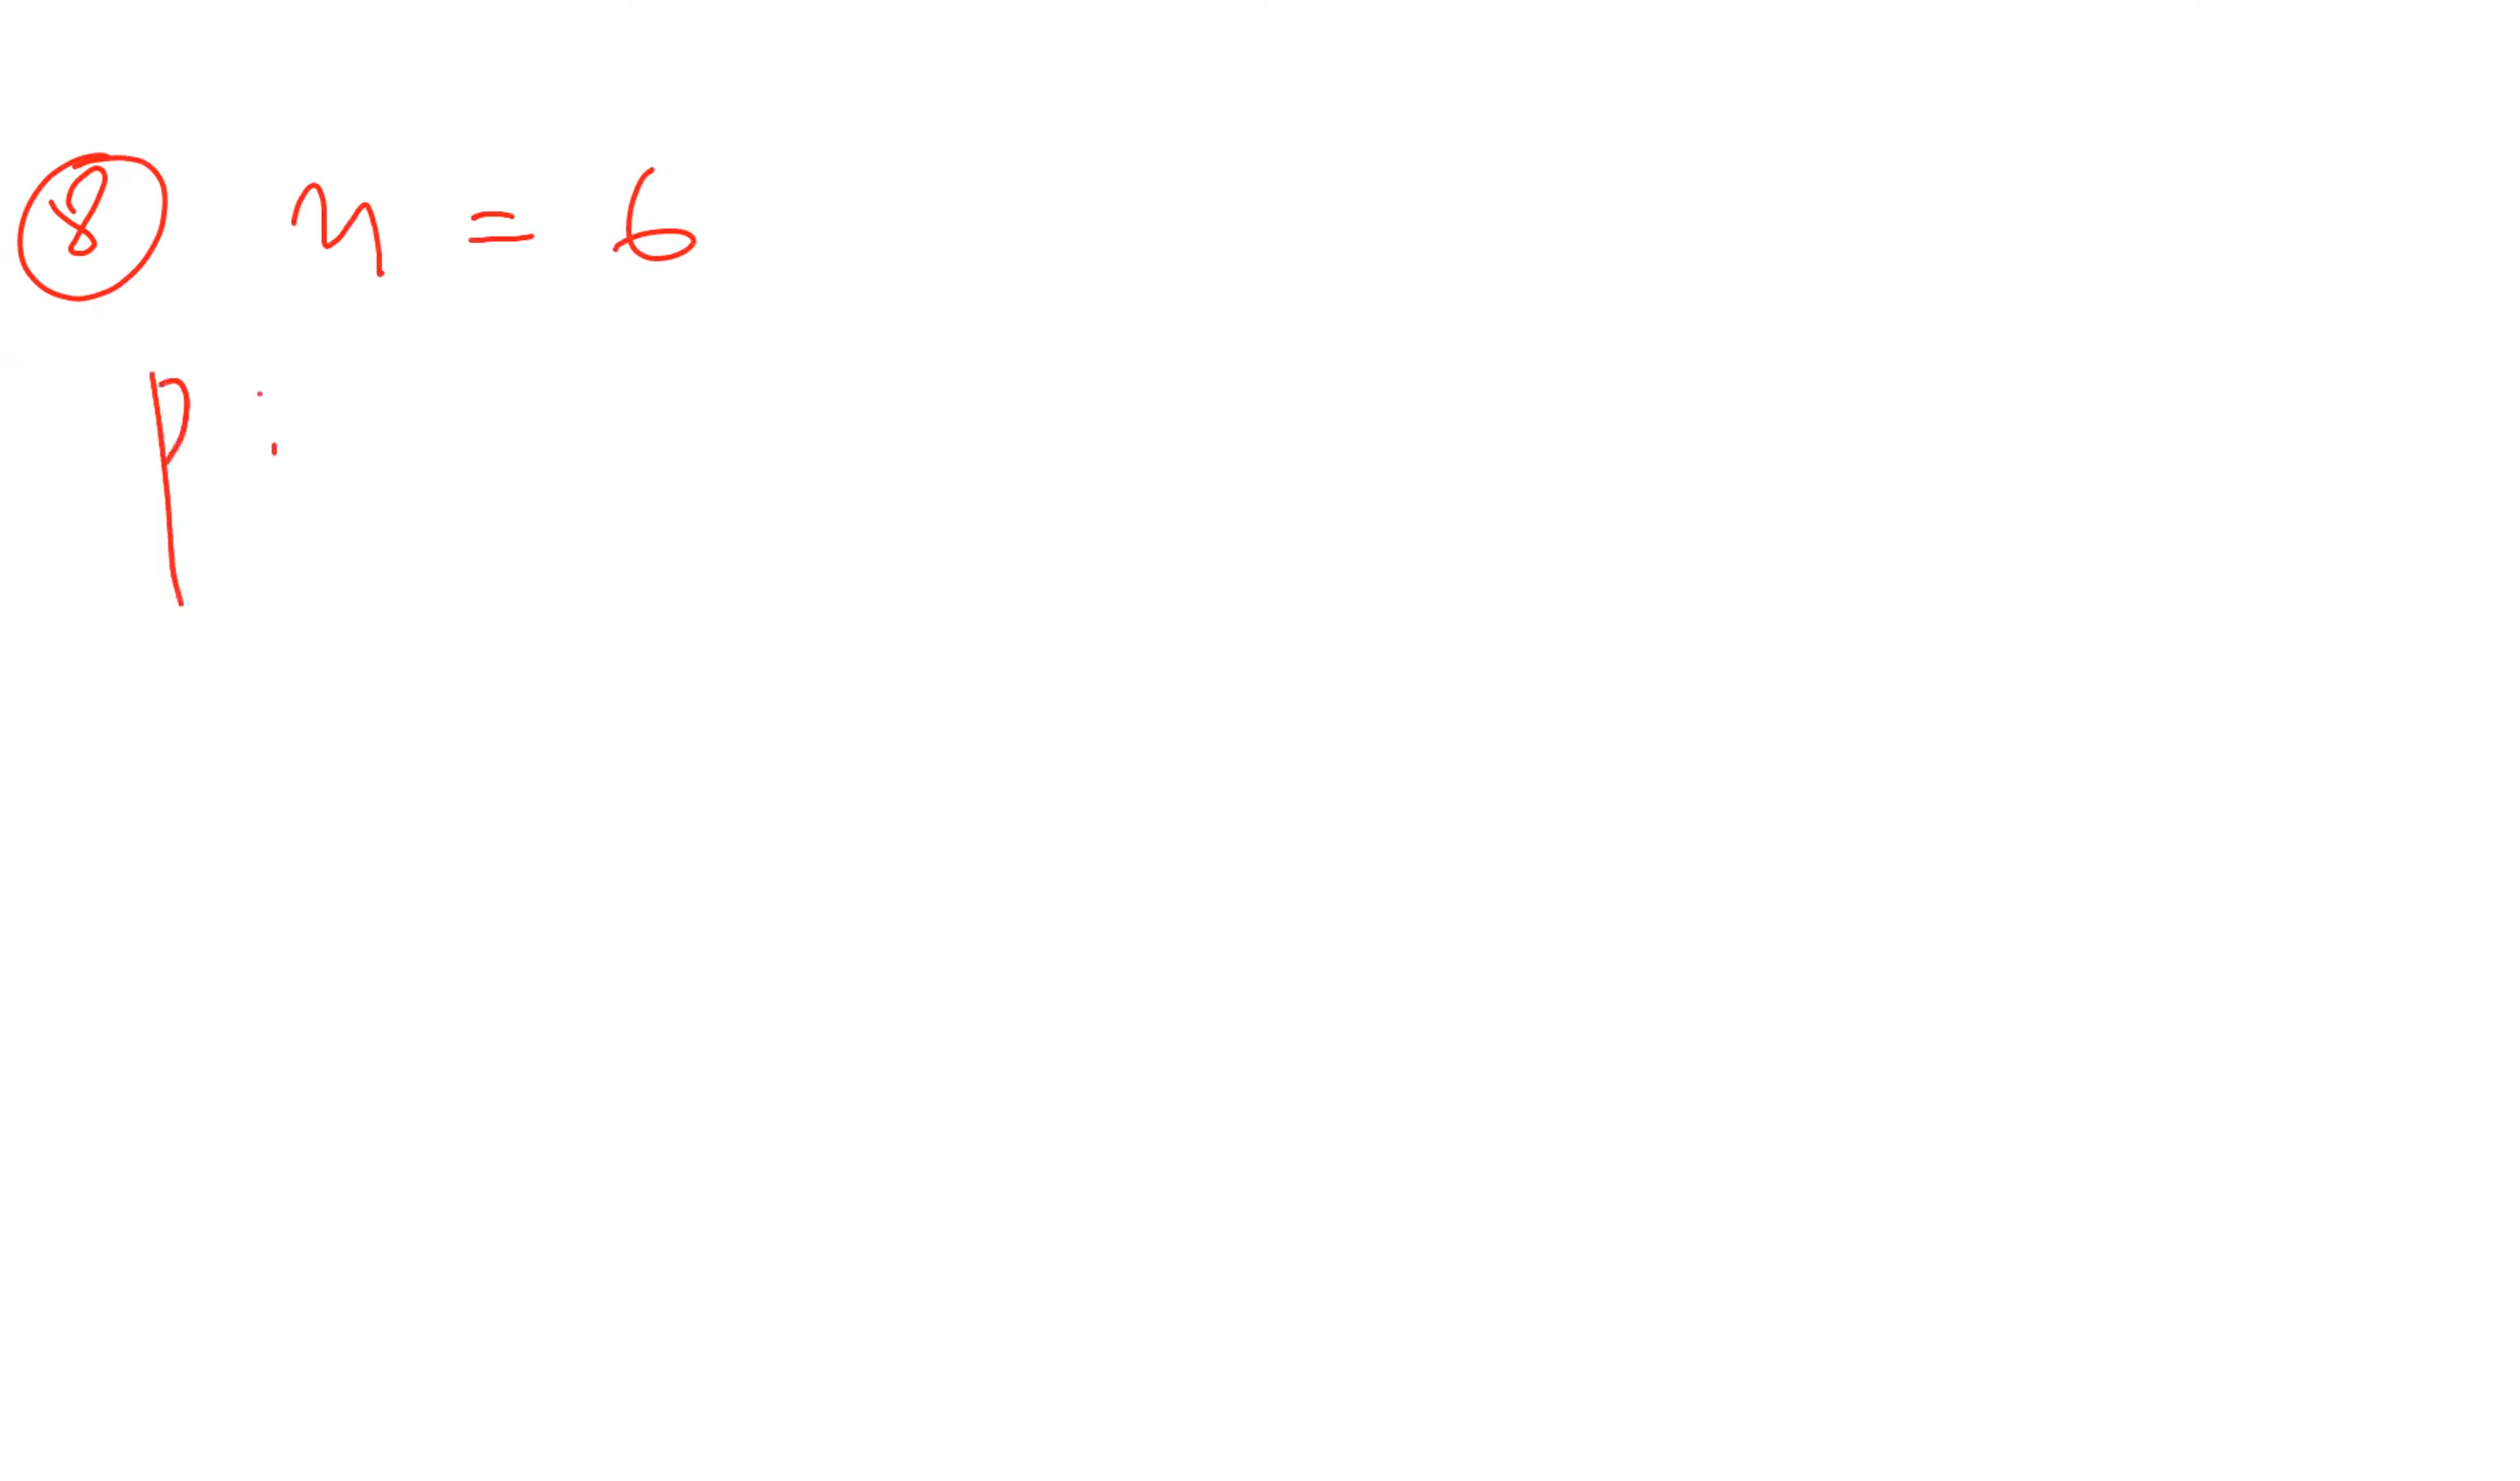 ⑧ n = 6
p :